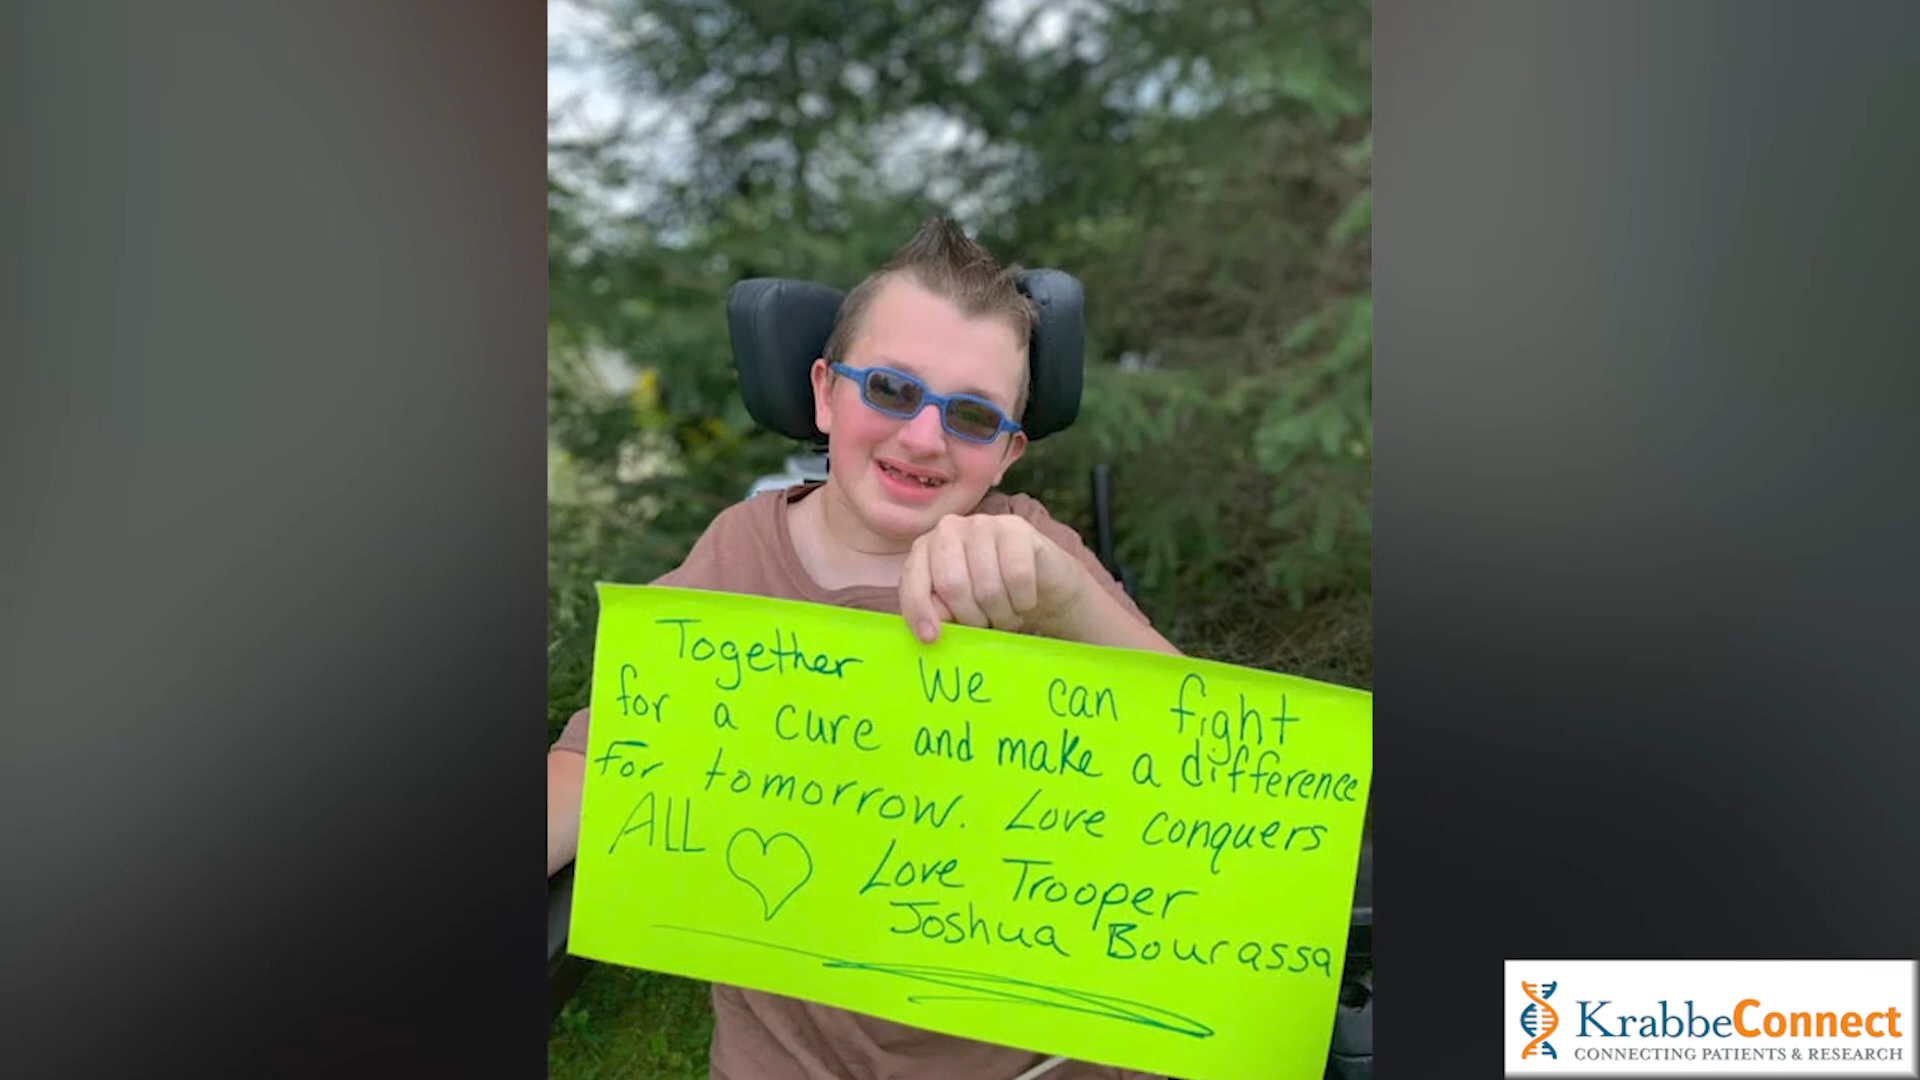 Together We can fight
for a cure and make a difference
For tomorrow. Love conquers
ALL Love Trooper
Joshua Bourassa
KrabbeConnect
CONNECTING PATIENTS & RESEARCH